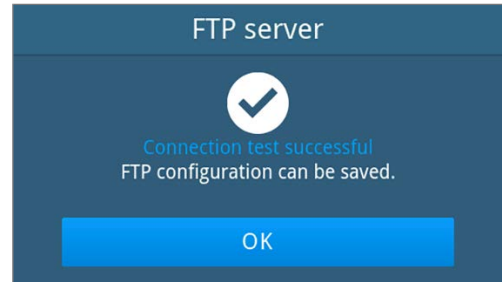 FTP server
Connection test successful
FTP configuration can be saved.
OK